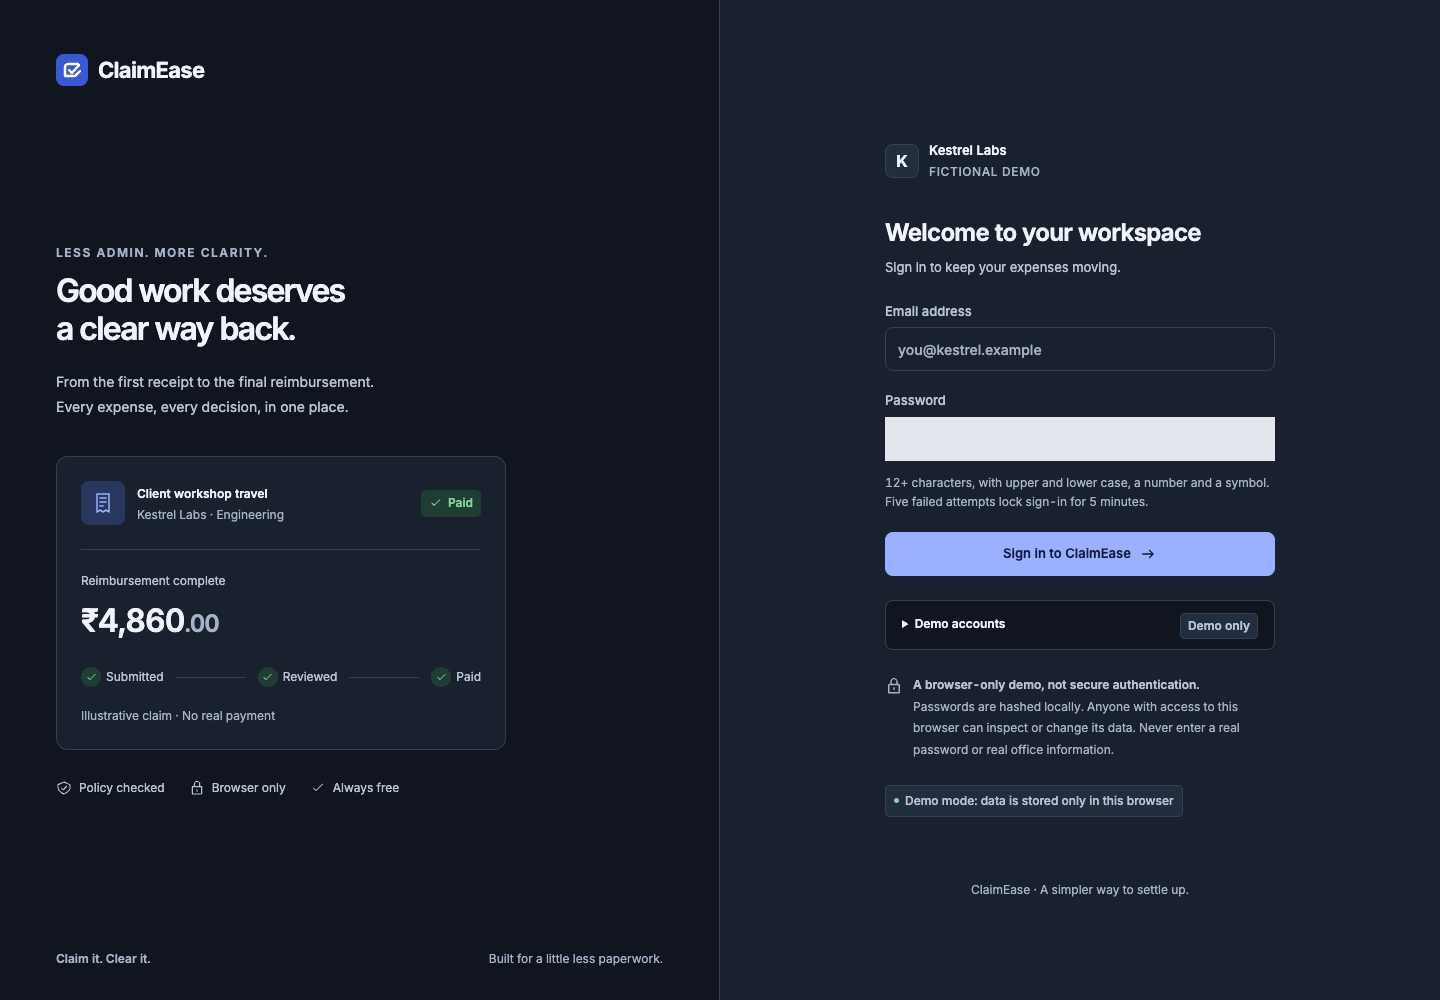 ClaimEase
LESS ADMIN. MORE CLARITY.
Good work deserves
a clear way back.
From the first receipt to the final reimbursement.
Every expense, every decision, in one place.
Client workshop travel
Kestrel Labs · Engineering
Paid
Reimbursement complete
₹4,860.00
Submitted
Reviewed
Paid
Illustrative claim · No real payment
Policy checked
Browser only
Always free
Claim it. Clear it.
Built for a little less paperwork.
K
Kestrel Labs
FICTIONAL DEMO
Welcome to your workspace
Sign in to keep your expenses moving.
Email address
you@kestrel.example
Password
12+ characters, with upper and lower case, a number and a symbol.
Five failed attempts lock sign-in for 5 minutes.
Sign in to ClaimEase →
Demo accounts
Demo only
A browser-only demo, not secure authentication.
Passwords are hashed locally. Anyone with access to this
browser can inspect or change its data. Never enter a real
password or real office information.
Demo mode: data is stored only in this browser
ClaimEase · A simpler way to settle up.